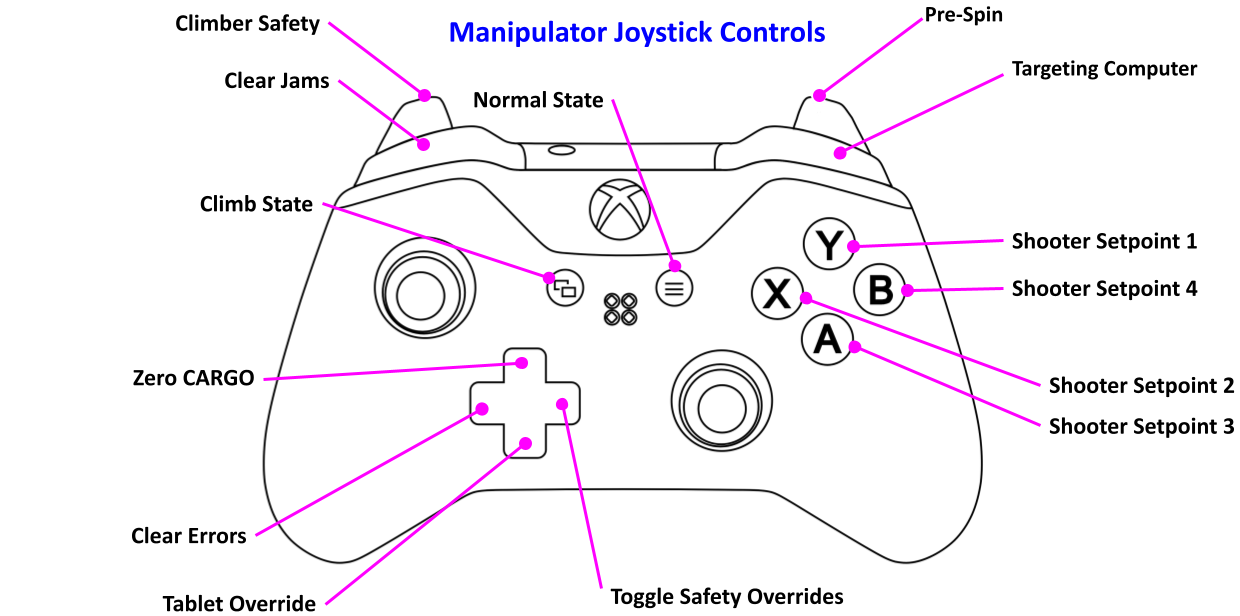 Climber Safety
Manipulator Joystick Controls
Pre-Spin
Clear Jams
Normal State
Targeting Computer
Climb State
Y
Shooter Setpoint 1
X
B
Shooter Setpoint 4
A
Zero CARGO
Shooter Setpoint 2
Shooter Setpoint 3
Clear Errors
Tablet Override
Toggle Safety Overrides